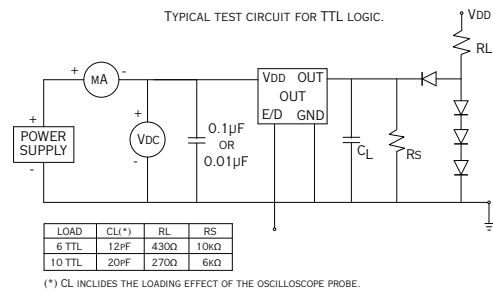 TYPICAL TEST CIRCUIT FOR TTL LOGIC.
VDD
RL
+ MA -
VDD OUT
OUT
E/D GND
+
POWER
SUPPLY
-
+
VDC
-
0.1µF
OR
0.01µF
CL
RS
LOAD CL(*) RL RS
6 TTL 12PF 430Ω 10KΩ
10 TTL 20PF 270Ω 6KΩ
(*) CL INCLIDES THE LOADING EFFECT OF THE OSCILLOSCOPE PROBE.